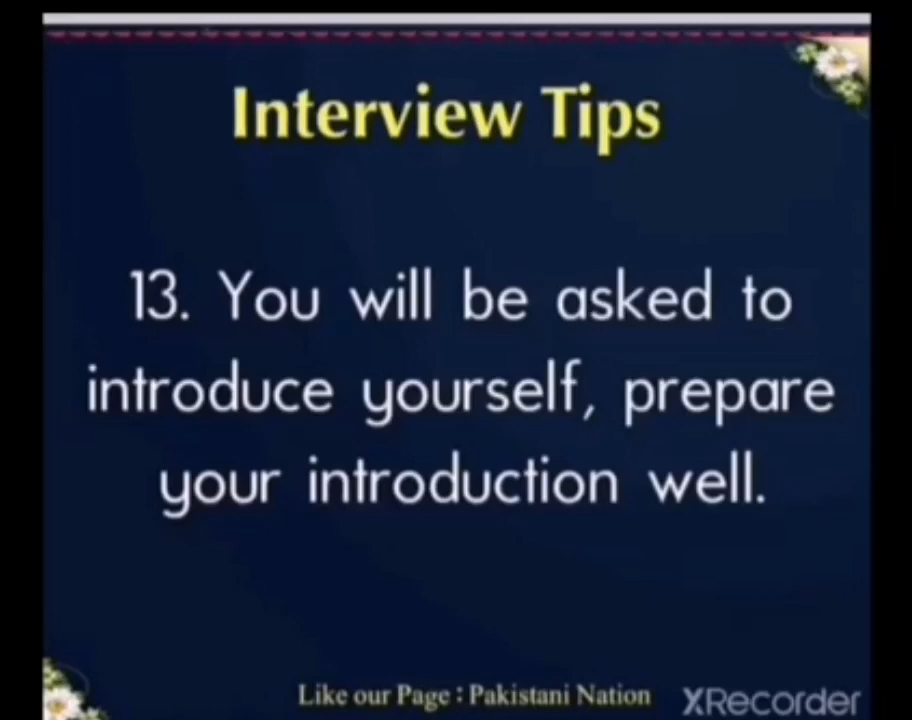 Interview Tips
13. You will be asked to
introduce yourself, prepare
your introduction well.
Like our Page : Pakistani Nation
XRecorder